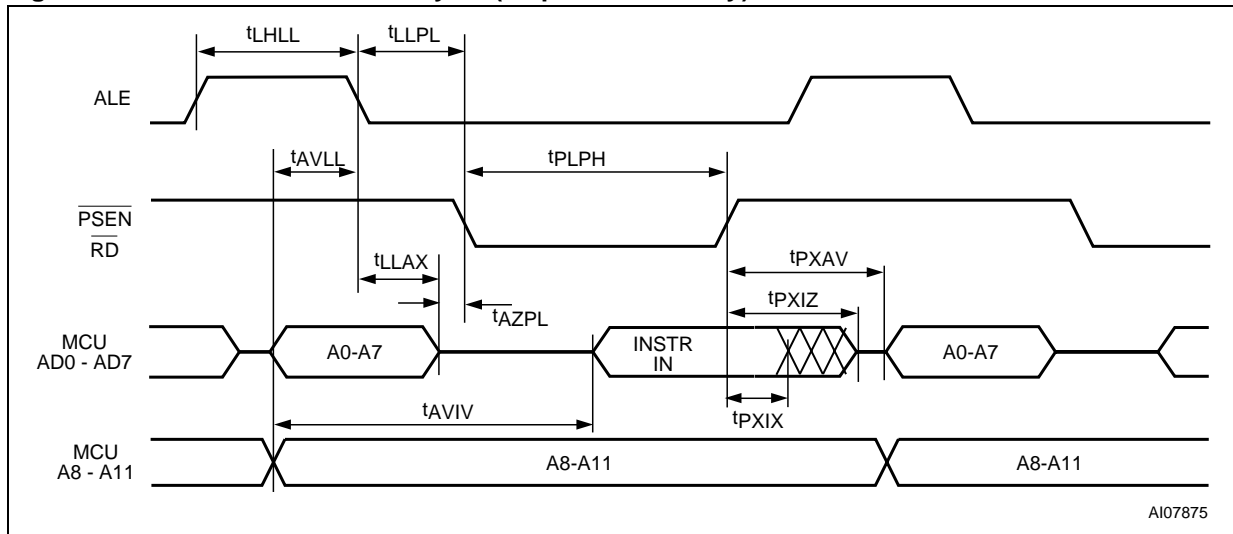 tLHLL tLLPL
ALE
tAVLL tPLPH
PSEN
RD
tLLAX tPXAV
tAZPL tPXIZ
MCU
AD0 - AD7
A0-A7 INSTR
IN A0-A7
tAVIV tPXIX
MCU
A8 - A11
A8-A11 A8-A11
AI07875